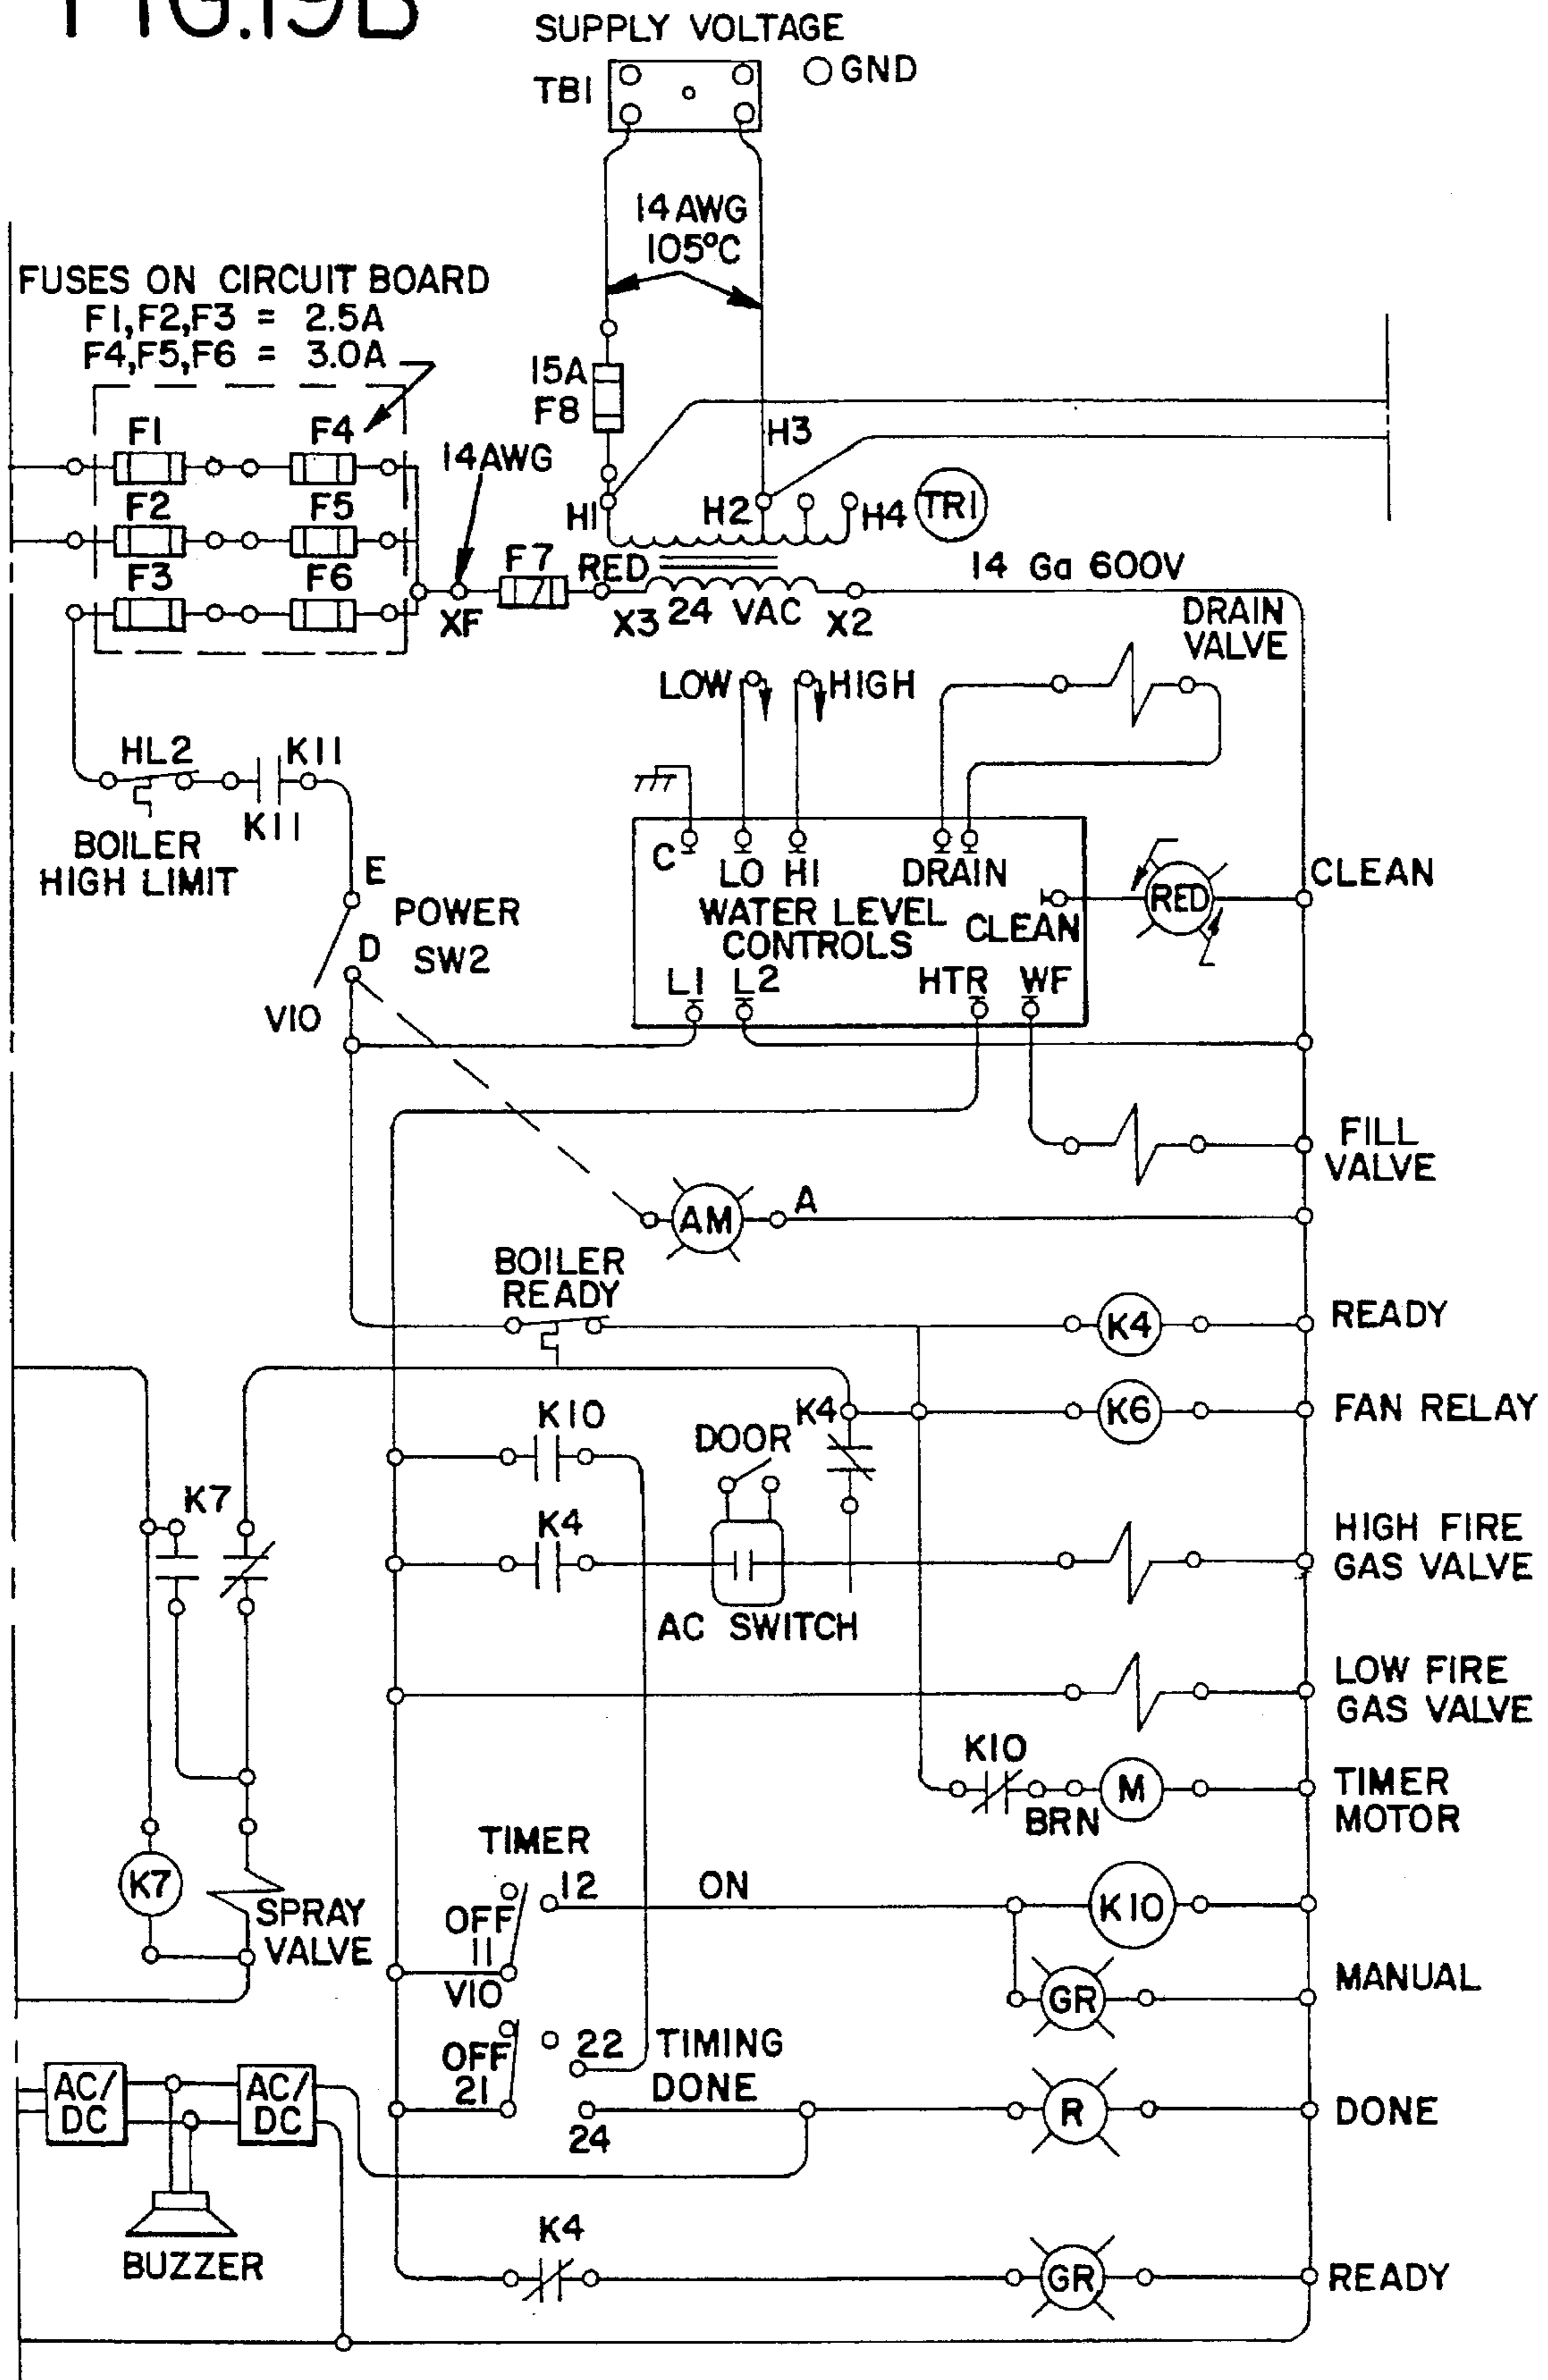 FIG.19B
SUPPLY VOLTAGE
TB1
GND
14 AWG
105°C
FUSES ON CIRCUIT BOARD
F1,F2,F3 = 2.5A
F4,F5,F6 = 3.0A
15A
F8
F1
F4
H3
14AWG
F2
F5
H1
H2
H4
TR1
F3
F6
F7
RED
14 Ga 600V
XF
X3
24 VAC
X2
DRAIN
VALVE
LOW
HIGH
HL2
K11
K11
BOILER
HIGH LIMIT
C
LO
HI
DRAIN
E
POWER
SW2
D
WATER LEVEL
CONTROLS
CLEAN
RED
CLEAN
L1
L2
HTR
WF
VIO
FILL
VALVE
AM
A
BOILER
READY
K4
READY
K10
K4
K6
FAN RELAY
DOOR
K7
K4
HIGH FIRE
GAS VALVE
AC SWITCH
LOW FIRE
GAS VALVE
K10
M
TIMER
MOTOR
BRN
TIMER
K7
12
ON
K10
SPRAY
VALVE
OFF
11
VIO
GR
MANUAL
OFF
21
22
TIMING
DONE
AC/
DC
AC/
DC
24
R
DONE
BUZZER
K4
GR
READY